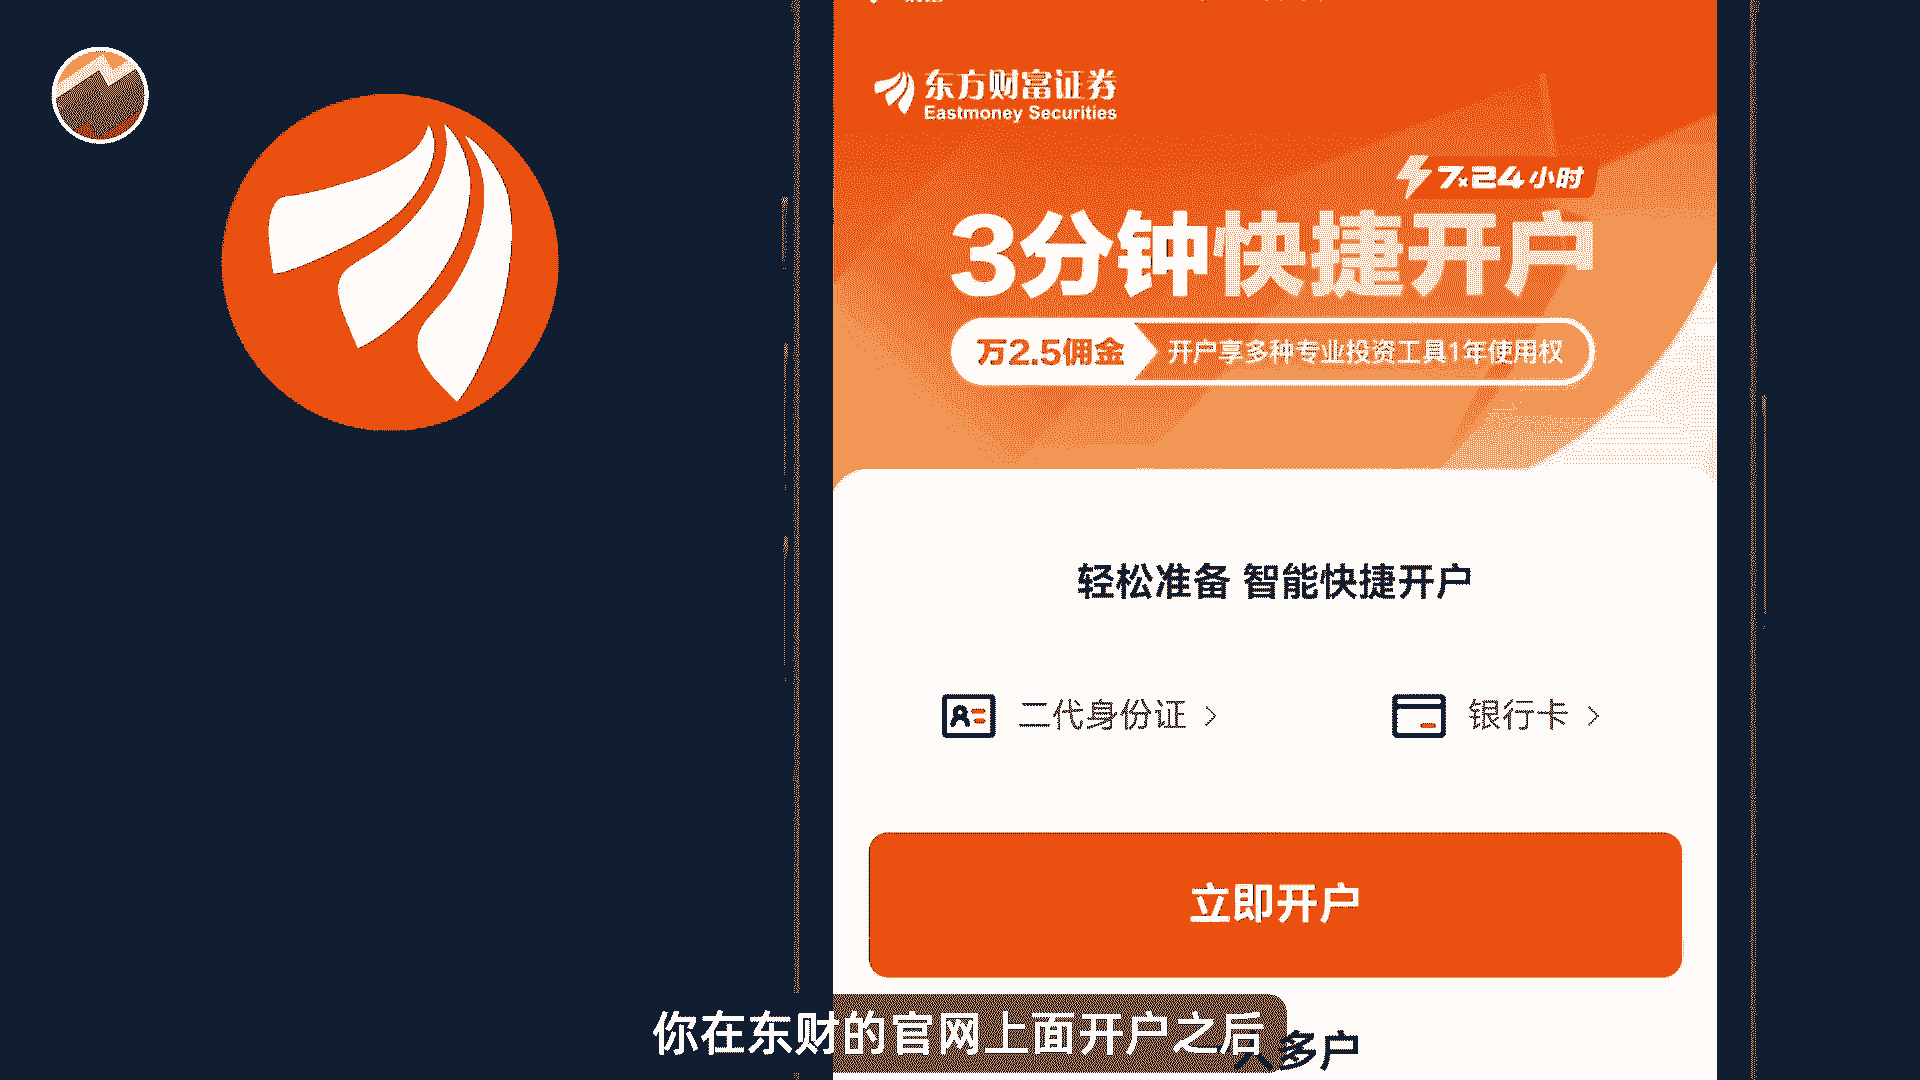 东方财富证券
Eastmoney Securities
7x24小时
3分钟快捷开户
万2.5佣金 开户享多种专业投资工具1年使用权
轻松准备 智能快捷开户
二代身份证 银行卡
立即开户
你在东财的官网上面开户之后
多户